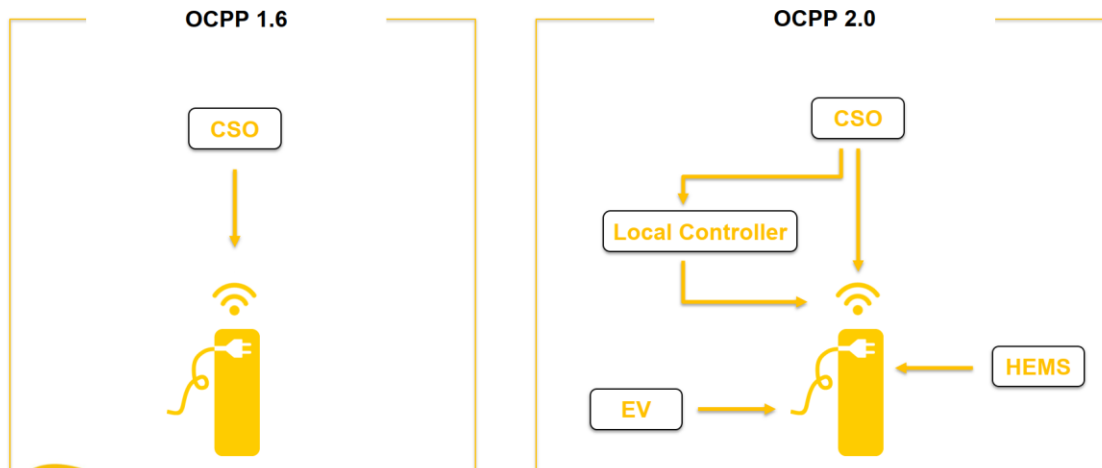 OCPP 1.6
CSO
OCPP 2.0
CSO
Local Controller
HEMS
EV